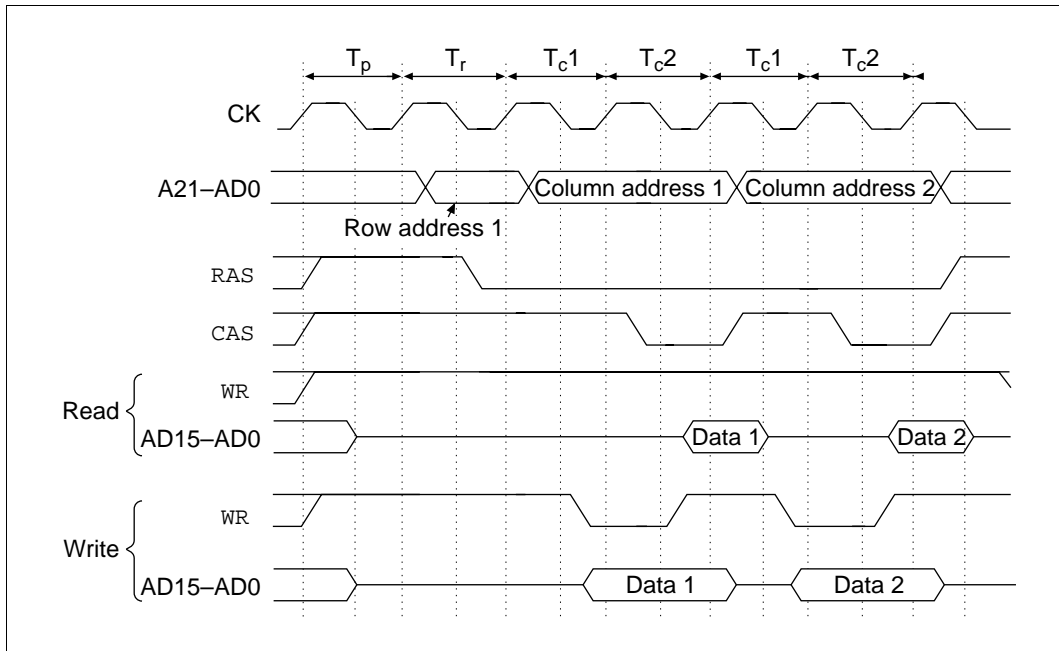 Tp Tr Tc1 Tc2 Tc1 Tc2
CK
A21–AD0 Column address 1 Column address 2
Row address 1
RAS
CAS
WR
Read
AD15–AD0 Data 1 Data 2
WR
Write
AD15–AD0 Data 1 Data 2